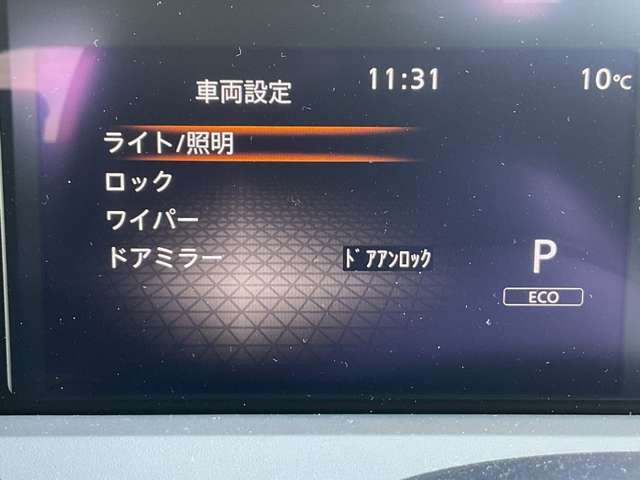 車両設定 11:31 10℃
ライト/照明
ロック
ワイパー
ドアミラー ﾄﾞｱｱﾝﾛｯｸ P
ECO